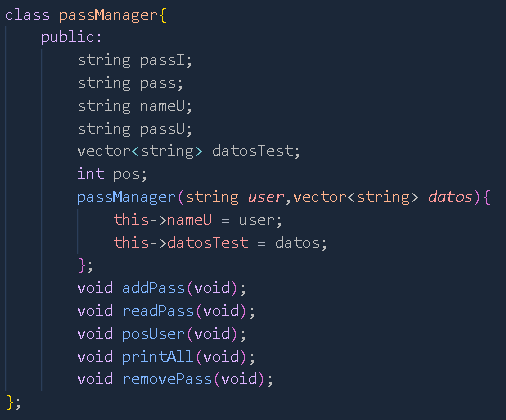 class passManager{
public:
string passI;
string pass;
string nameU;
string passU;
vector<string> datosTest;
int pos;
passManager(string user,vector<string> datos){
this->nameU = user;
this->datosTest = datos;
};
void addPass(void);
void readPass(void);
void posUser(void);
void printAll(void);
void removePass(void);
};